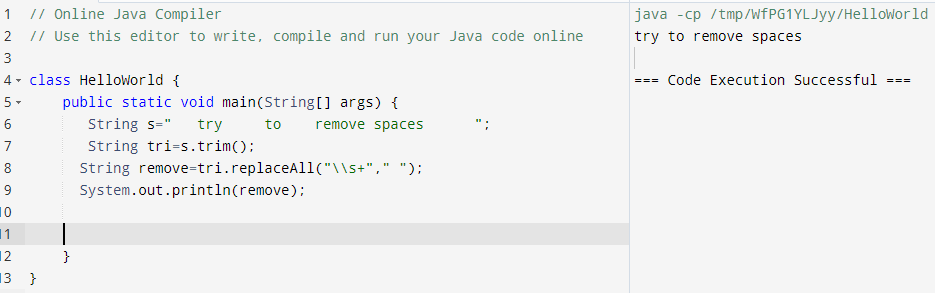 1 // Online Java Compiler
2 // Use this editor to write, compile and run your Java code online
3
4 class HelloWorld {
5     public static void main(String[] args) {
6        String s="   try     to    remove spaces      ";
7        String tri=s.trim();
8       String remove=tri.replaceAll("\\s+"," ");
9       System.out.println(remove);
10
11
12     }
13 }
java -cp /tmp/WfPG1YLJyy/HelloWorld
try to remove spaces
=== Code Execution Successful ===